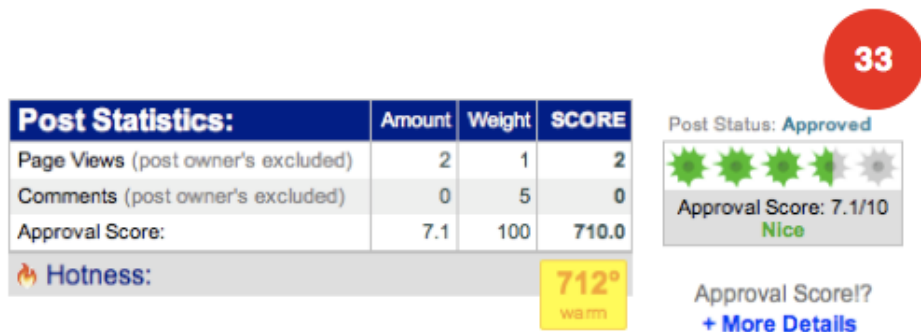 33
Post Statistics: Amount Weight SCORE
Page Views (post owner's excluded) 2 1 2
Comments (post owner's excluded) 0 5 0
Approval Score: 7.1 100 710.0
Hotness: 712°
warm
Post Status: Approved
Approval Score: 7.1/10
Nice
Approval Score!?
+ More Details